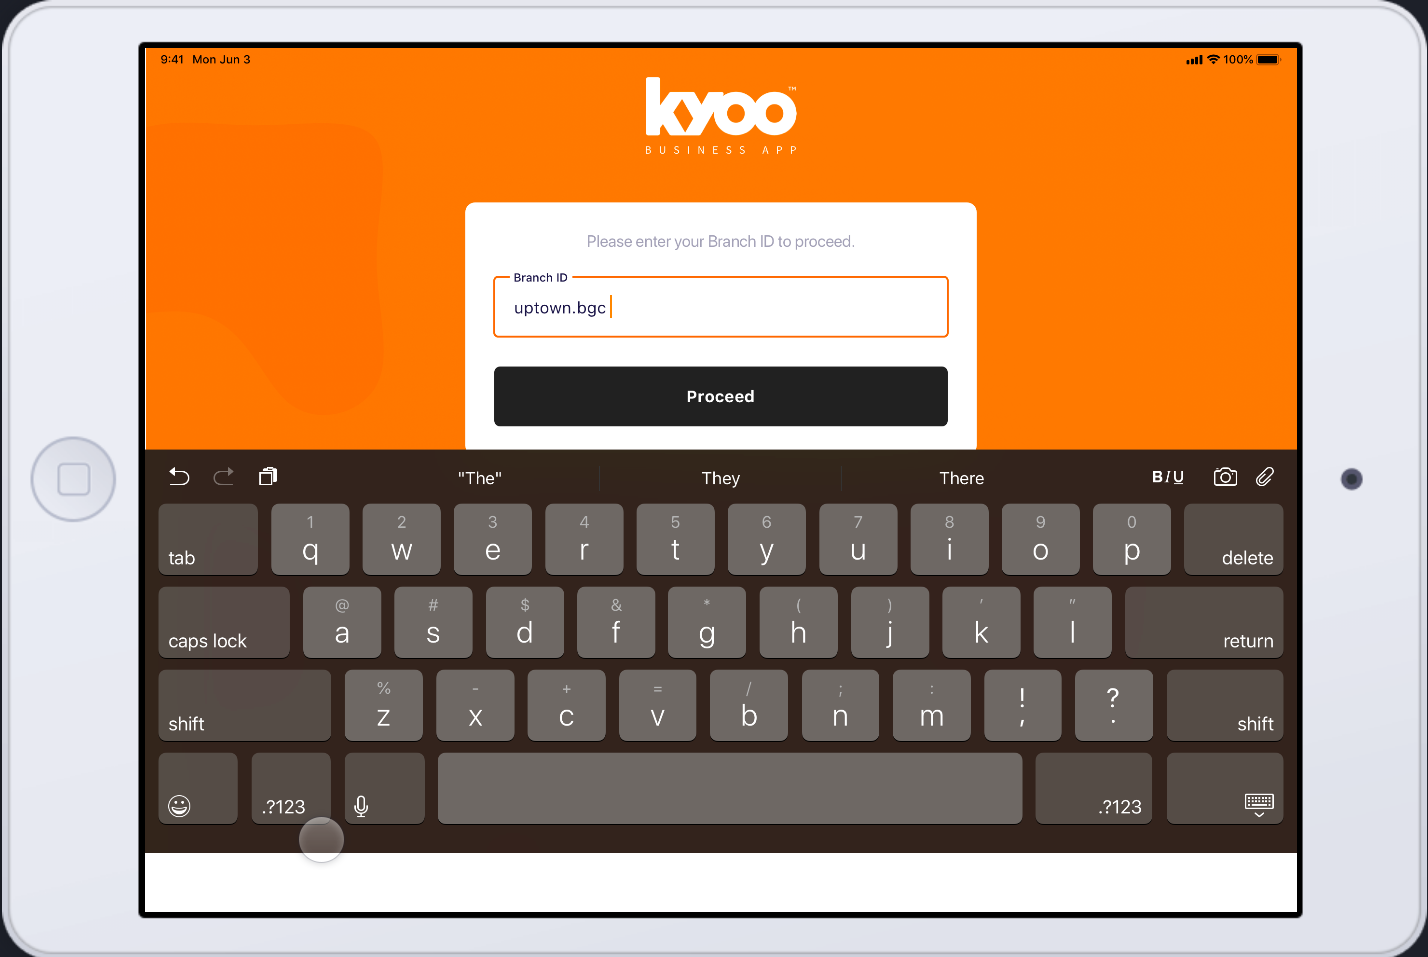 9:41 Mon Jun 3 100%
kyoo™
BUSINESS APP
Please enter your Branch ID to proceed.
Branch ID
uptown.bgc
Proceed
"The" They There B I U
1 2 3 4 5 6 7 8 9 0
tab q w e r t y u i o p delete
@ # $ & * ( ) ' "
caps lock a s d f g h j k l return
% - + = / ; : ! ?
shift z x c v b n m , . shift
.?123 .?123